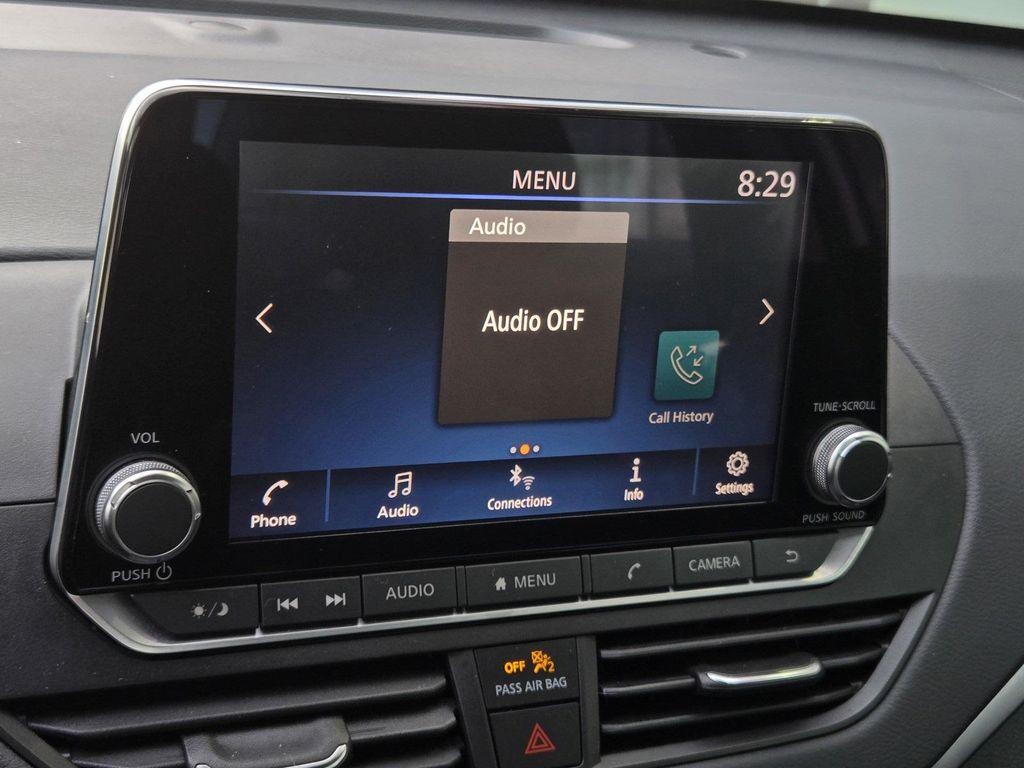 MENU
8:29
Audio
Audio OFF
Call History
Phone
Audio
Connections
Info
Settings
VOL
PUSH
TUNE·SCROLL
PUSH SOUND
AUDIO
MENU
CAMERA
OFF 2
PASS AIR BAG